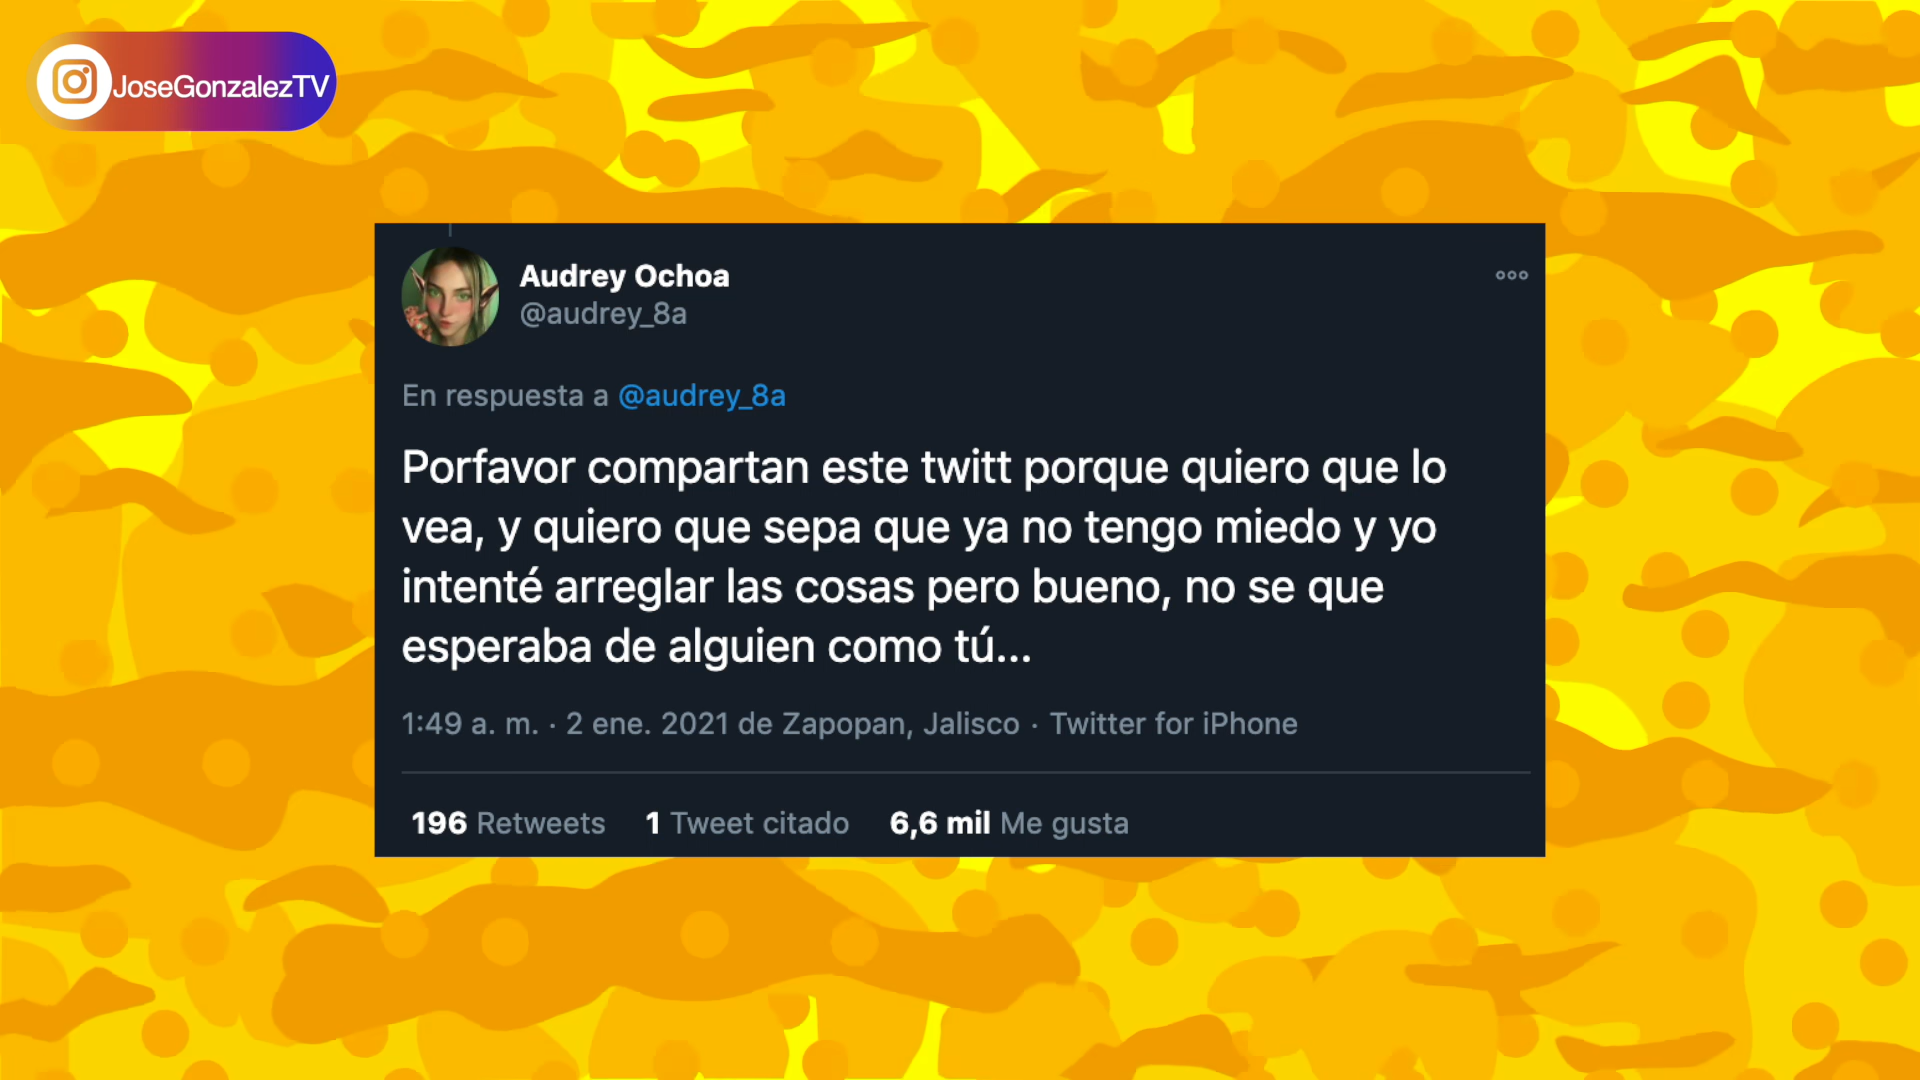 JoseGonzalezTV
Audrey Ochoa
@audrey_8a
En respuesta a @audrey_8a
Porfavor compartan este twitt porque quiero que lo
vea, y quiero que sepa que ya no tengo miedo y yo
intenté arreglar las cosas pero bueno, no se que
esperaba de alguien como tú...
1:49 a. m. · 2 ene. 2021 de Zapopan, Jalisco · Twitter for iPhone
196 Retweets 1 Tweet citado 6,6 mil Me gusta